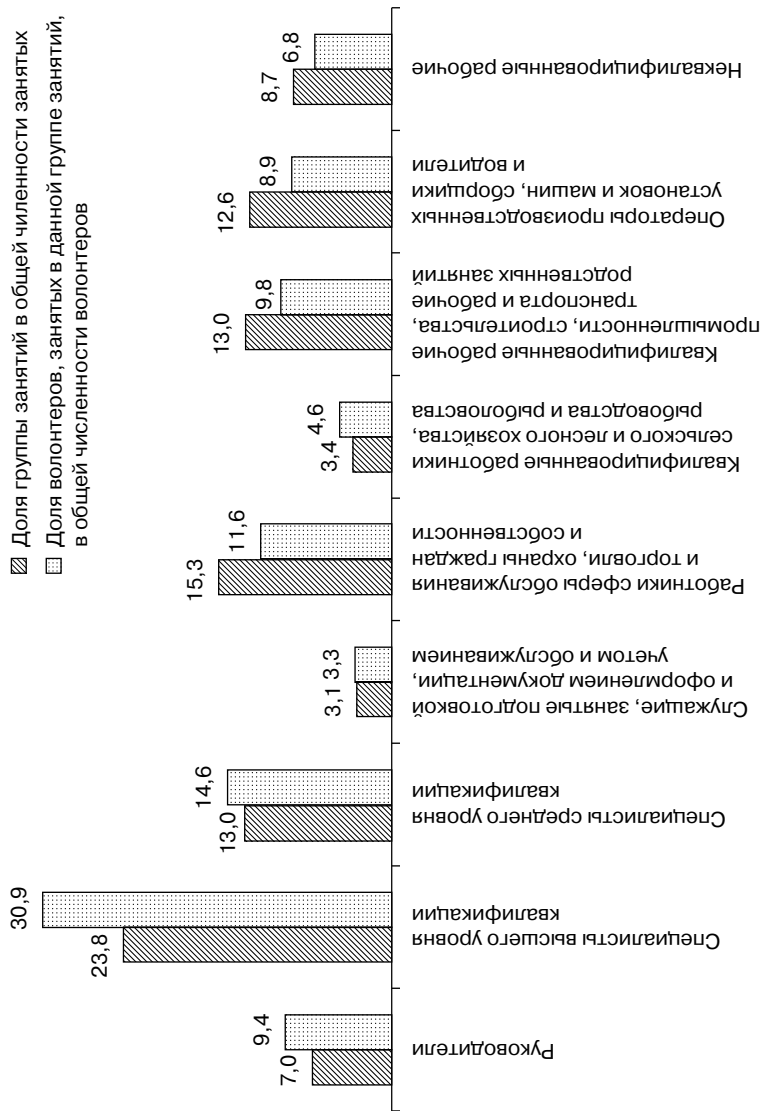 Доля группы занятий в общей чиленности занятых
Доля волонтеров, занятых в данной группе занятий,
в общей численности волонтеров
7,0
9,4
23,8
30,9
13,0
14,6
3,1
3,3
15,3
11,6
3,4
4,6
13,0
9,8
12,6
8,9
8,7
6,8
Руководители
Специалисты высшего уровня
квалификации
Специалисты среднего уровня
квалификации
Служащие, занятые подготовкой
и оформлением документации,
учетом и обслуживанием
Работники сферы обслуживания
и торговли, охраны граждан
и собственности
Квалифицированные работники
сельского и лесного хозяйства,
рыбоводства и рыболовства
Квалифицированные рабочие
промышленности, строительства,
транспорта и рабочие
родственных занятий
Операторы производственных
установок и машин, сборщики
и водители
Неквалифицированные рабочие